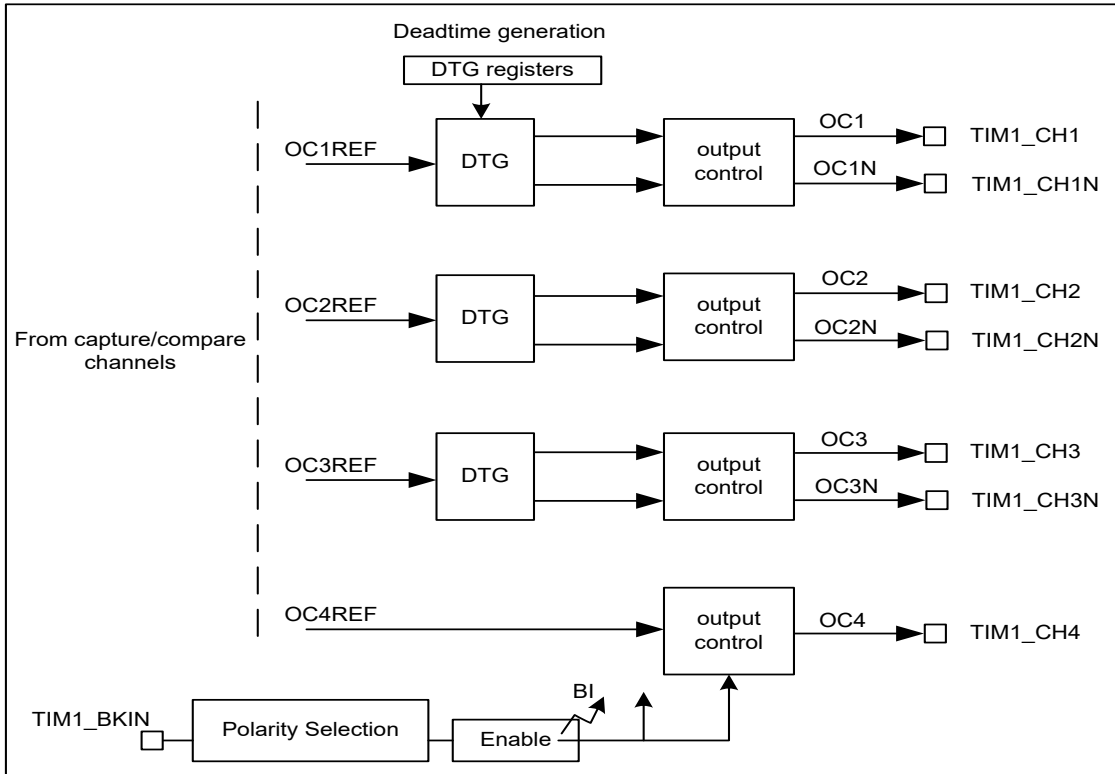 Deadtime generation
DTG registers
OC1REF
DTG
output
control
OC1
TIM1_CH1
OC1N
TIM1_CH1N
OC2REF
DTG
output
control
OC2
TIM1_CH2
OC2N
TIM1_CH2N
From capture/compare
channels
OC3REF
DTG
output
control
OC3
TIM1_CH3
OC3N
TIM1_CH3N
OC4REF
output
control
OC4
TIM1_CH4
TIM1_BKIN
Polarity Selection
Enable
BI